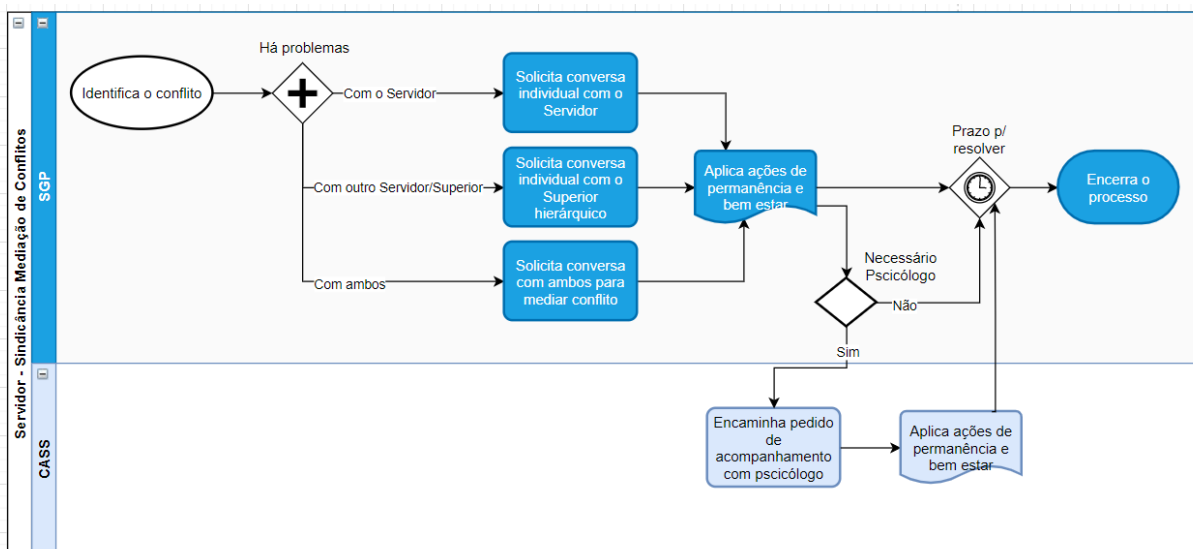 Servidor - Sindicância Mediação de Conflitos
SGP
Há problemas
Identifica o conflito
Com o Servidor
Solicita conversa
individual com o
Servidor
Com outro Servidor/Superior
Solicita conversa
individual com o
Superior
hierárquico
Com ambos
Solicita conversa
com ambos para
mediar conflito
Aplica ações de
permanência e
bem estar
Prazo p/
resolver
Encerra o
processo
Necessário
Pscicólogo
Não
Sim
CASS
Encaminha pedido
de
acompanhamento
com pscicólogo
Aplica ações de
permanência e
bem estar